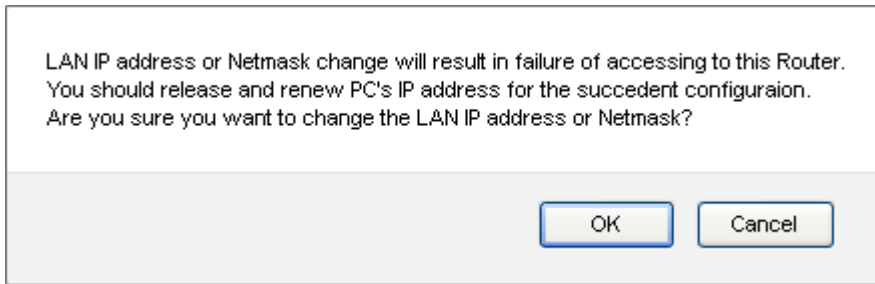 LAN IP address or Netmask change will result in failure of accessing to this Router.
You should release and renew PC's IP address for the succedent configuraion.
Are you sure you want to change the LAN IP address or Netmask?
OK Cancel